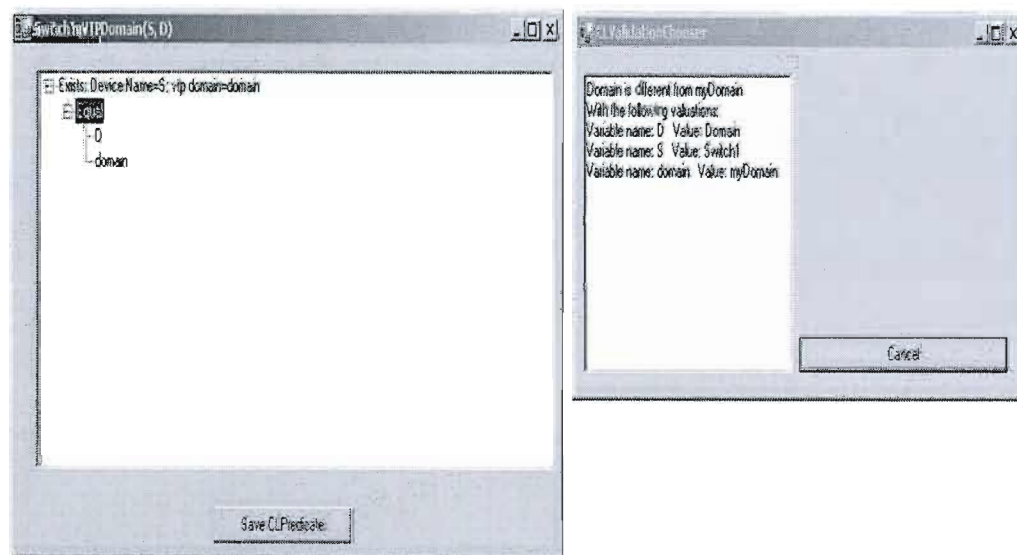 SwitchInVTPDomain(S, D)
Exists: Device Name=S; vtp domain=domain
Equal
D
domain
Save CLPredicate
CLValidationChooser
Domain is different from myDomain
With the following valuations:
Variable name: D Value: Domain
Variable name: S Value: Switch1
Variable name: domain Value: myDomain
Cancel